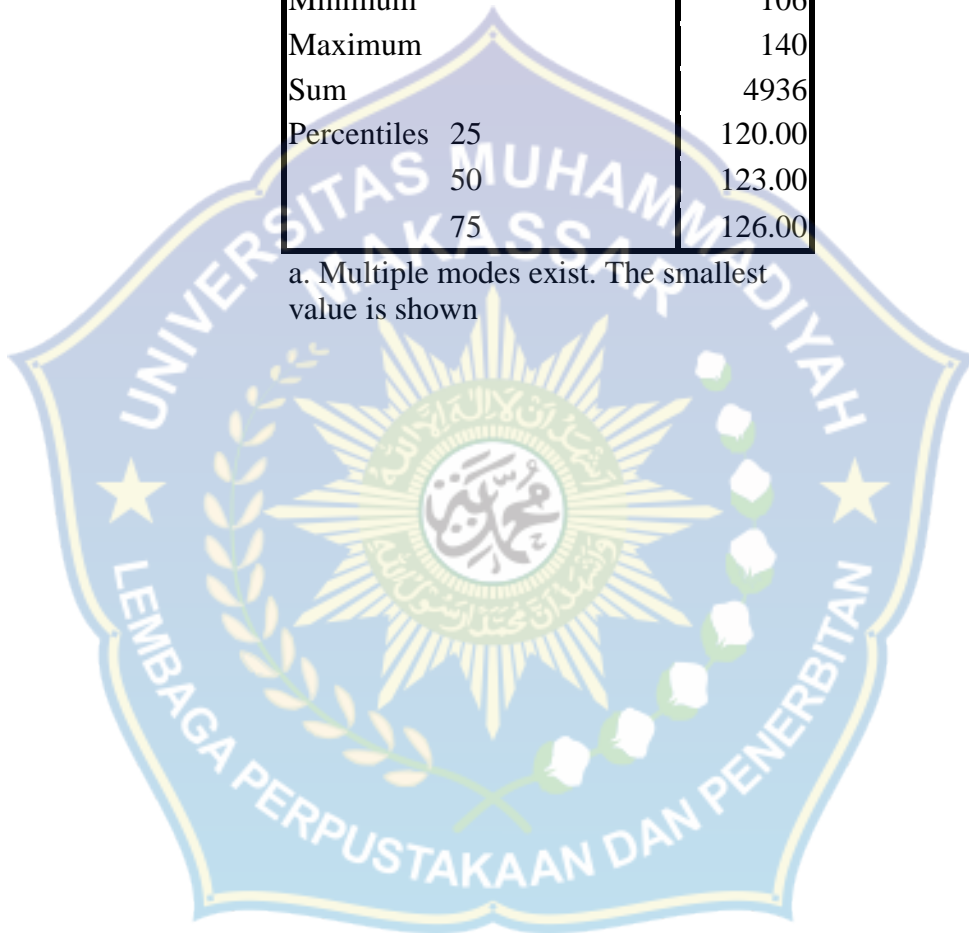 Minimum 106
Maximum 140
Sum 4936
Percentiles 25 120.00
50 123.00
75 126.00
a. Multiple modes exist. The smallest
value is shown
UNIVERSITAS MUHAMMADIYAH
MAKASSAR
LEMBAGA PERPUSTAKAAN DAN PENERBITAN